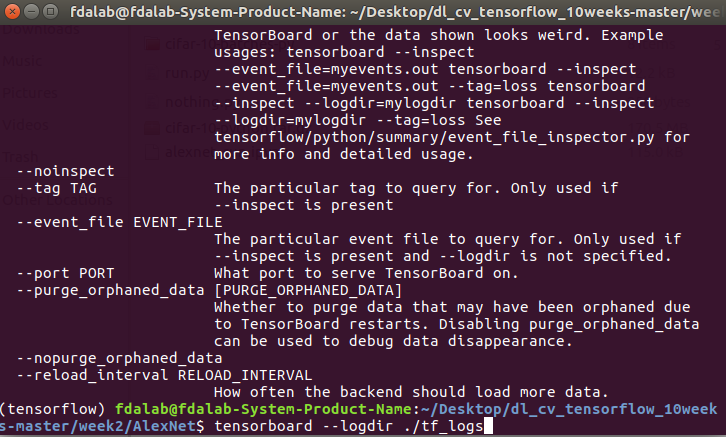 fdalab@fdalab-System-Product-Name: ~/Desktop/dl_cv_tensorflow_10weeks-master/wee
TensorBoard or the data shown looks weird. Example
usages: tensorboard --inspect
--event_file=myevents.out tensorboard --inspect
--event_file=myevents.out --tag=loss tensorboard
--inspect --logdir=mylogdir tensorboard --inspect
--logdir=mylogdir --tag=loss See
tensorflow/python/summary/event_file_inspector.py for
more info and detailed usage.
--noinspect
--tag TAG The particular tag to query for. Only used if
--inspect is present
--event_file EVENT_FILE
The particular event file to query for. Only used if
--inspect is present and --logdir is not specified.
--port PORT What port to serve TensorBoard on.
--purge_orphaned_data [PURGE_ORPHANED_DATA]
Whether to purge data that may have been orphaned due
to TensorBoard restarts. Disabling purge_orphaned_data
can be used to debug data disappearance.
--nopurge_orphaned_data
--reload_interval RELOAD_INTERVAL
How often the backend should load more data.
(tensorflow) fdalab@fdalab-System-Product-Name:~/Desktop/dl_cv_tensorflow_10week
s-master/week2/AlexNet$ tensorboard --logdir ./tf_logs